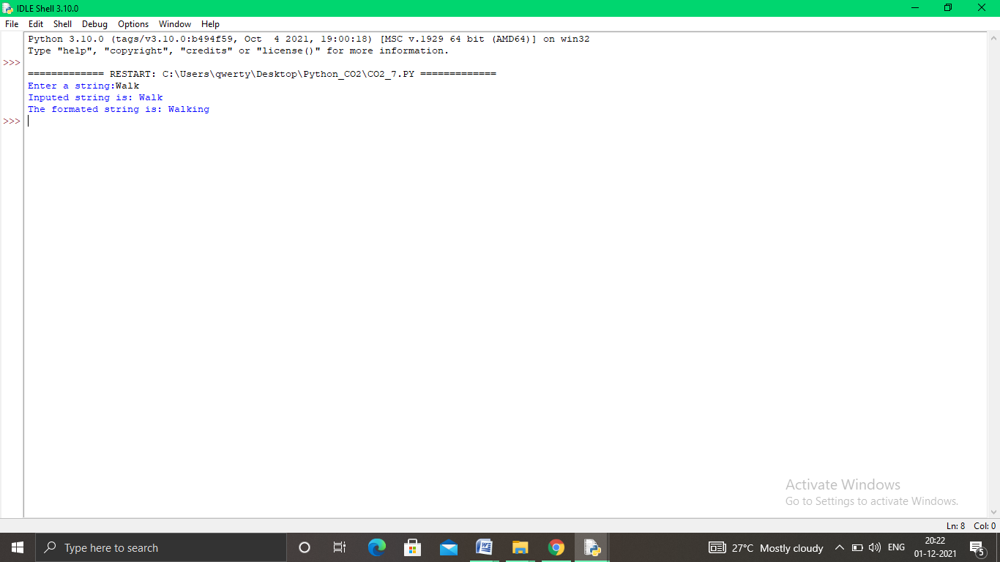 IDLE Shell 3.10.0
File Edit Shell Debug Options Window Help
Python 3.10.0 (tags/v3.10.0:b494f59, Oct  4 2021, 19:00:18) [MSC v.1929 64 bit (AMD64)] on win32
Type "help", "copyright", "credits" or "license()" for more information.
>>>
============= RESTART: C:\Users\qwerty\Desktop\Python_CO2\CO2_7.PY =============
Enter a string:Walk
Inputed string is: Walk
The formated string is: Walking
>>>
Activate Windows
Go to Settings to activate Windows.
Ln: 8 Col: 0
Type here to search
27°C Mostly cloudy
ENG
20:22
01-12-2021
5